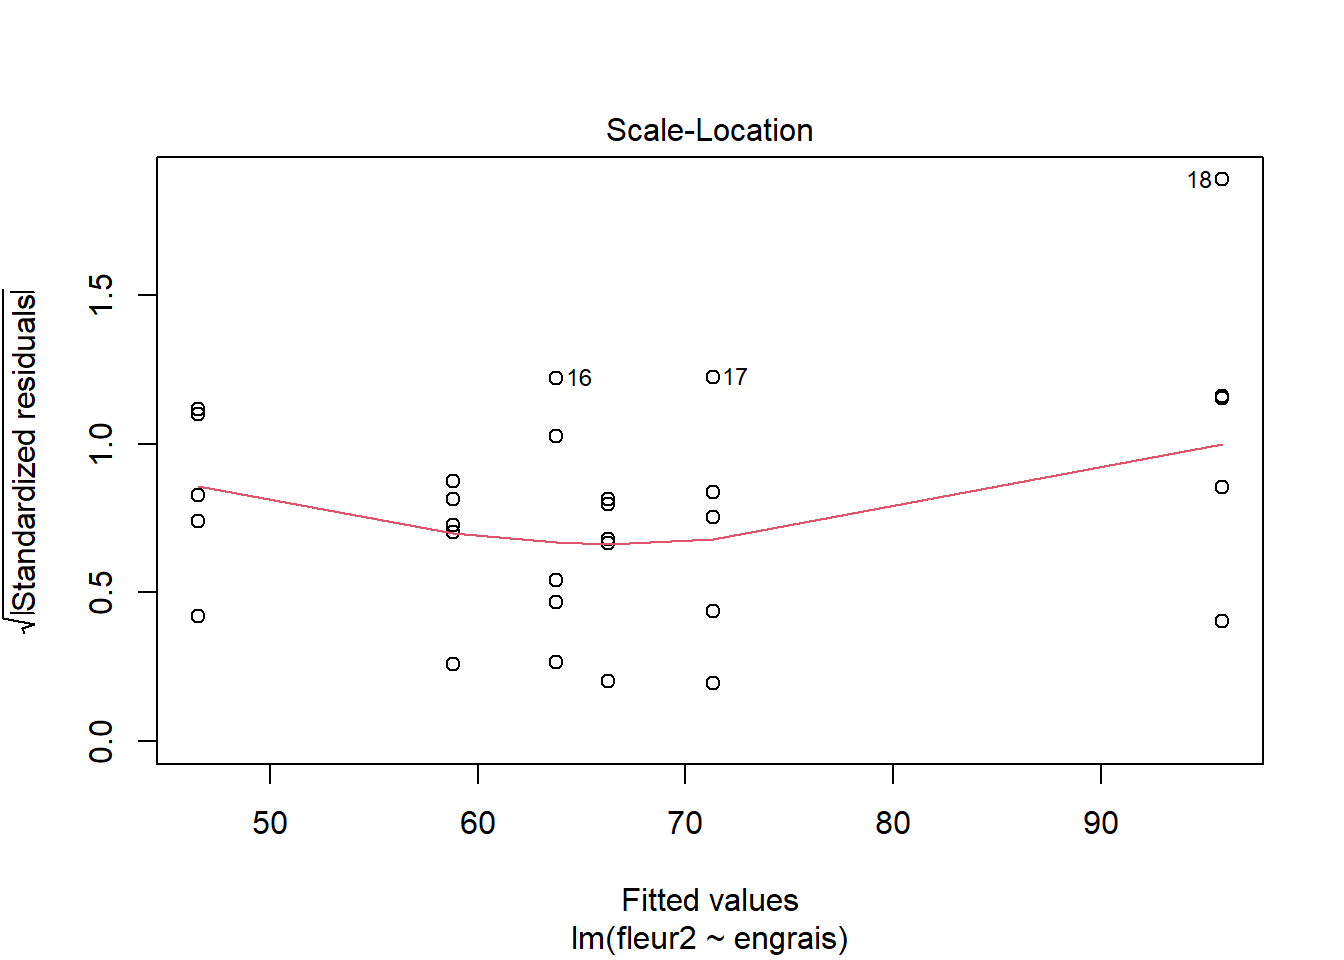 Scale-Location
√|Standardized residuals|
1.5
1.0
0.5
0.0
18
16
17
50 60 70 80 90
Fitted values
lm(fleur2 ~ engrais)